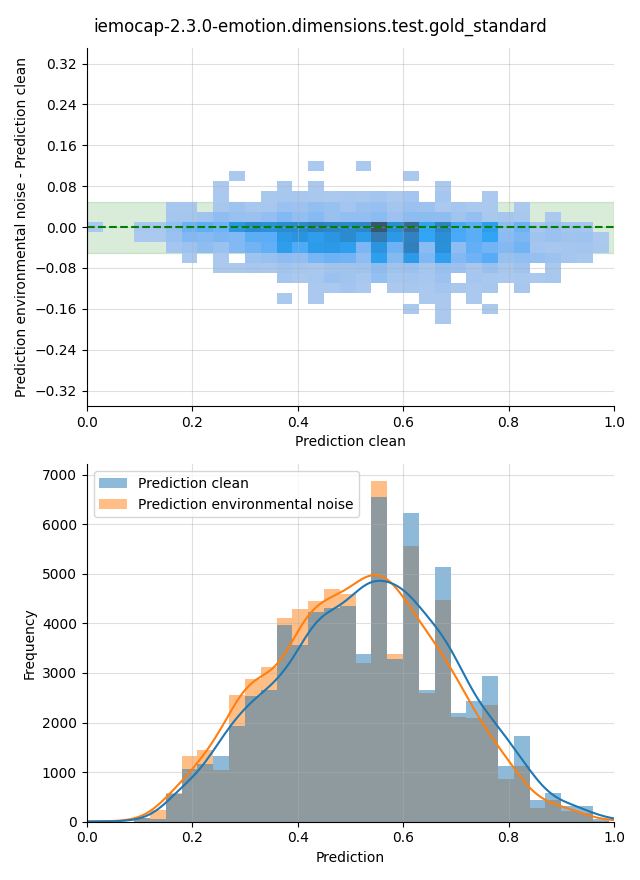 iemocap-2.3.0-emotion.dimensions.test.gold_standard
Prediction environmental noise - Prediction clean
0.32
0.24
0.16
0.08
0.00
−0.08
−0.16
−0.24
−0.32
0.0 0.2 0.4 0.6 0.8 1.0
Prediction clean
Frequency
7000
6000
5000
4000
3000
2000
1000
0
Prediction clean
Prediction environmental noise
0.0 0.2 0.4 0.6 0.8 1.0
Prediction